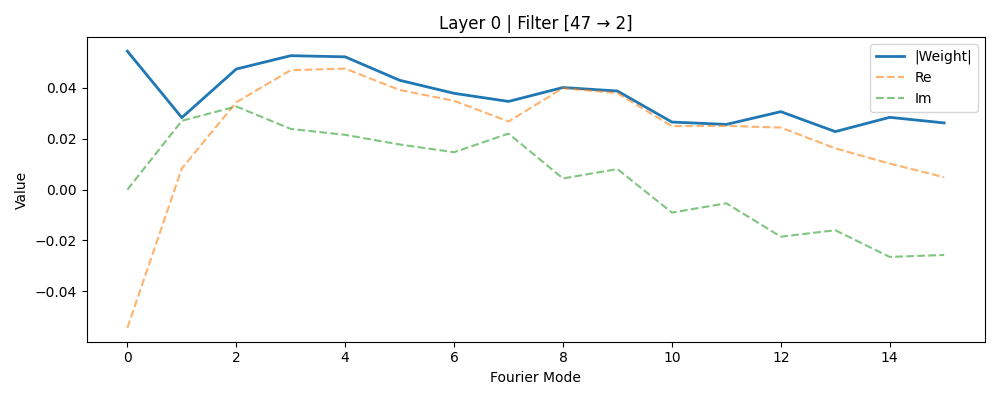 Layer 0 | Filter [47 → 2]
|Weight|
Re
Im
Value
0.04
0.02
0.00
−0.02
−0.04
0 2 4 6 8 10 12 14
Fourier Mode